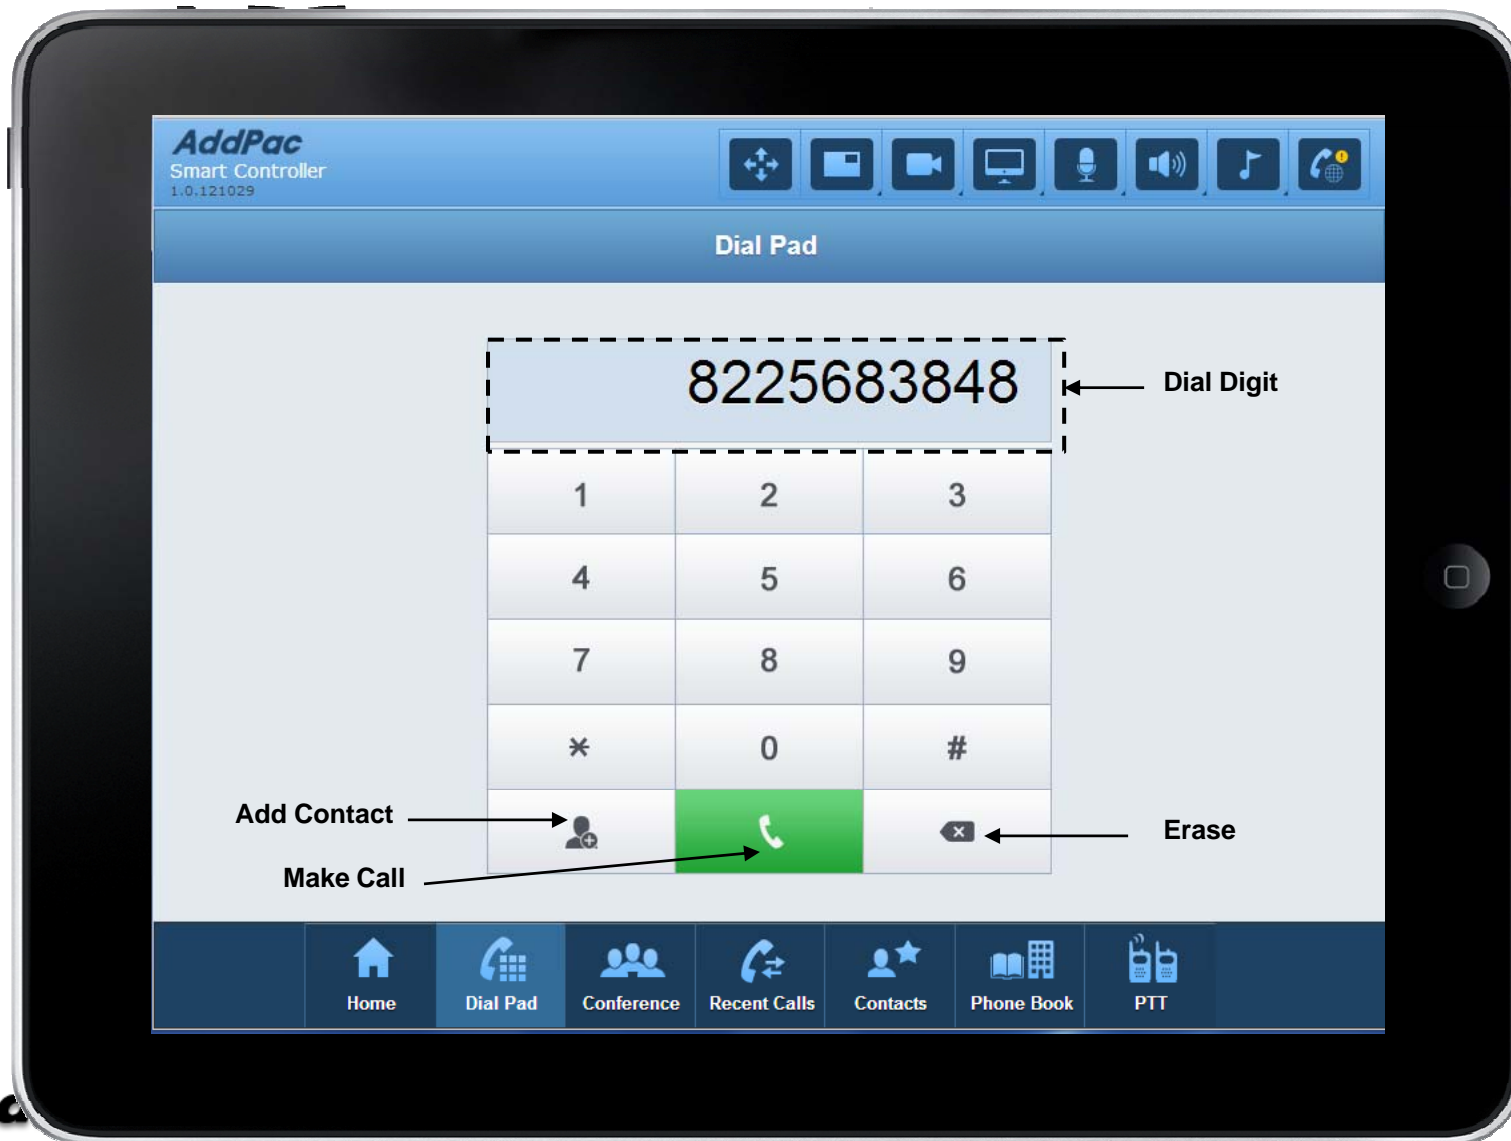 AddPac
Smart Controller
1.0.121029
Dial Pad
8225683848
Dial Digit
1 2 3
4 5 6
7 8 9
* 0 #
Add Contact
Make Call
Erase
Home Dial Pad Conference Recent Calls Contacts Phone Book PTT